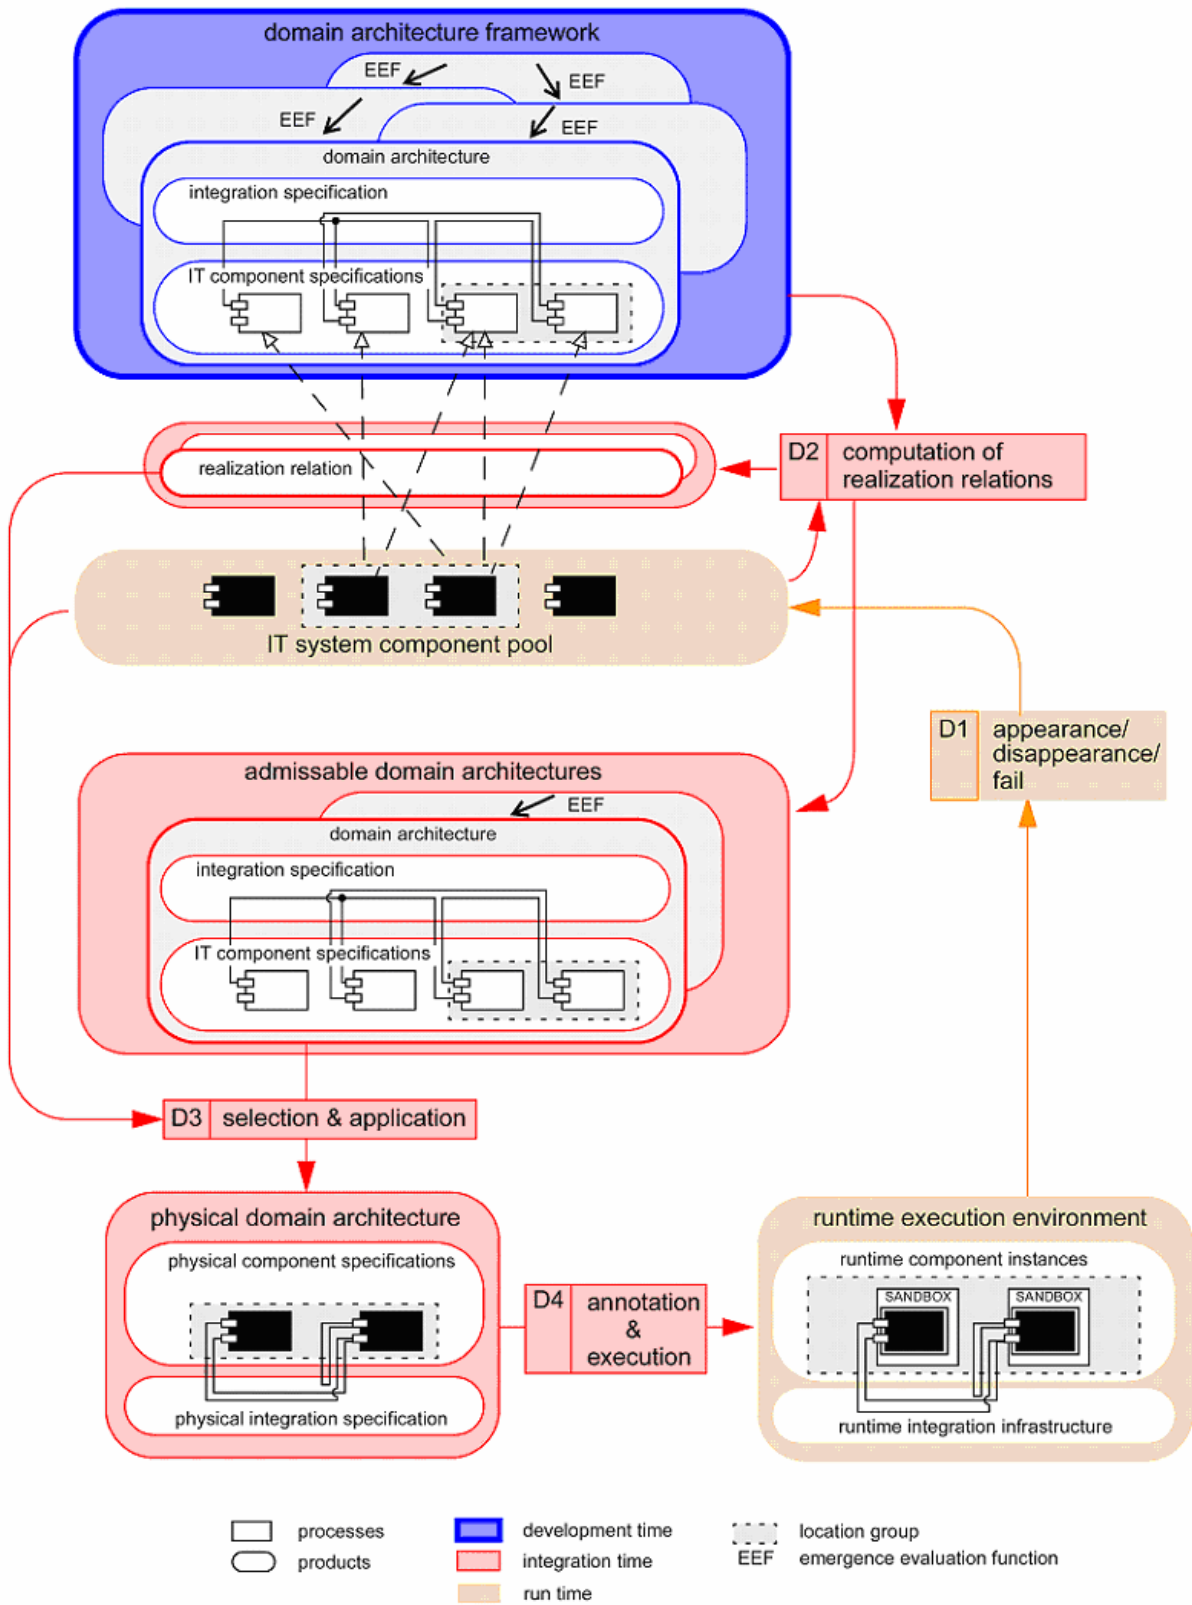 domain architecture framework
EEF
EEF
EEF
EEF
domain architecture
integration specification
IT component specifications
realization relation
D2
computation of
realization relations
IT system component pool
D1
appearance/
disappearance/
fail
admissable domain architectures
EEF
domain architecture
integration specification
IT component specifications
D3
selection & application
physical domain architecture
physical component specifications
physical integration specification
D4
annotation
&
execution
runtime execution environment
runtime component instances
SANDBOX
SANDBOX
runtime integration infrastructure
processes
products
development time
integration time
run time
location group
EEF
emergence evaluation function